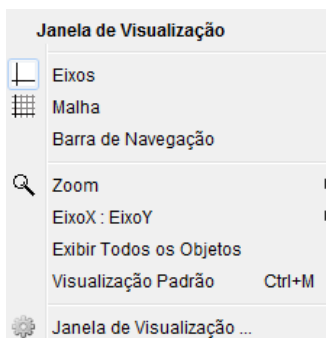 Janela de Visualização
Eixos
Malha
Barra de Navegação
Zoom
EixoX : EixoY
Exibir Todos os Objetos
Visualização Padrão Ctrl+M
Janela de Visualização ...